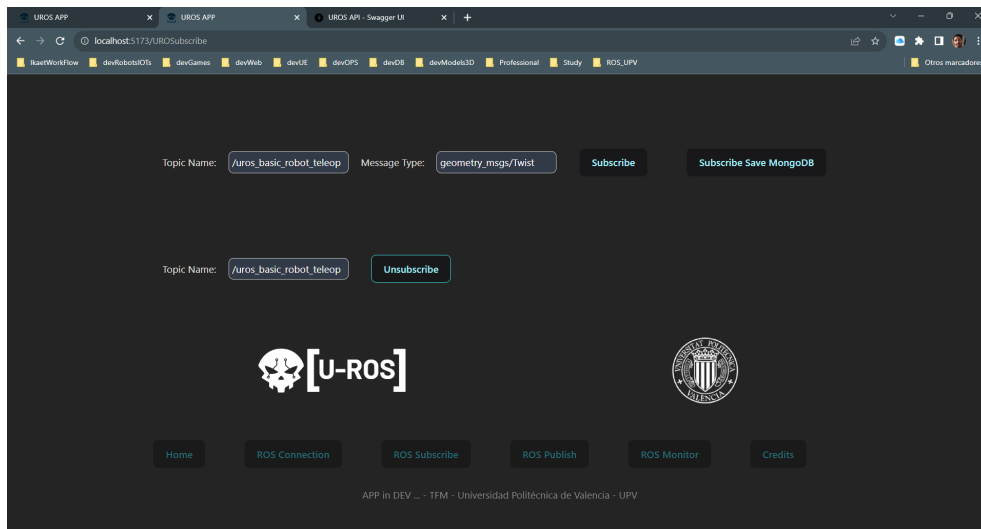 UROS APP
UROS APP
UROS API - Swagger UI
localhost:5173/UROSubscribe
IkaetWorkFlow devRobotsIOTs devGames devWeb devUE devOPS devDB devModels3D Professional Study ROS_UPV Otros marcadores
Topic Name: /uros_basic_robot_teleop Message Type: geometry_msgs/Twist Subscribe Subscribe Save MongoDB
Topic Name: /uros_basic_robot_teleop Unsubscribe
[U-ROS]
UNIVERSITAT POLITÈCNICA
VALÈNCIA
Home ROS Connection ROS Subscribe ROS Publish ROS Monitor Credits
APP in DEV ... - TFM - Universidad Politécnica de Valencia - UPV